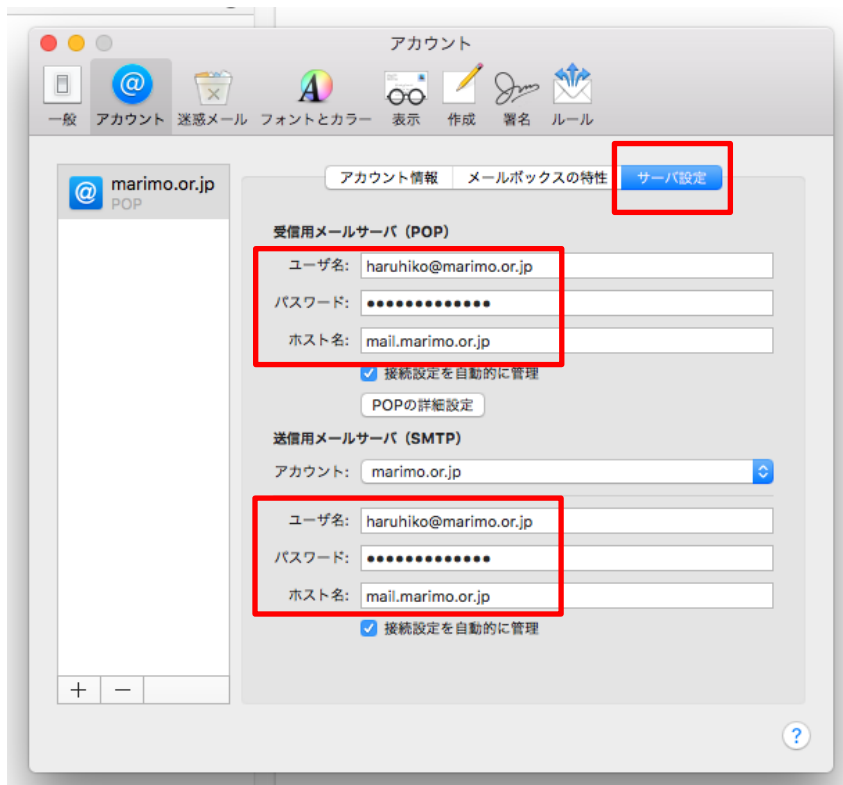 アカウント
一般 アカウント 迷惑メール フォントとカラー 表示 作成 署名 ルール
marimo.or.jp
POP
アカウント情報 メールボックスの特性 サーバ設定
受信用メールサーバ（POP）
ユーザ名: haruhiko@marimo.or.jp
パスワード: •••••••••••••
ホスト名: mail.marimo.or.jp
接続設定を自動的に管理
POPの詳細設定
送信用メールサーバ（SMTP）
アカウント: marimo.or.jp
ユーザ名: haruhiko@marimo.or.jp
パスワード: •••••••••••••
ホスト名: mail.marimo.or.jp
接続設定を自動的に管理
+ −
?